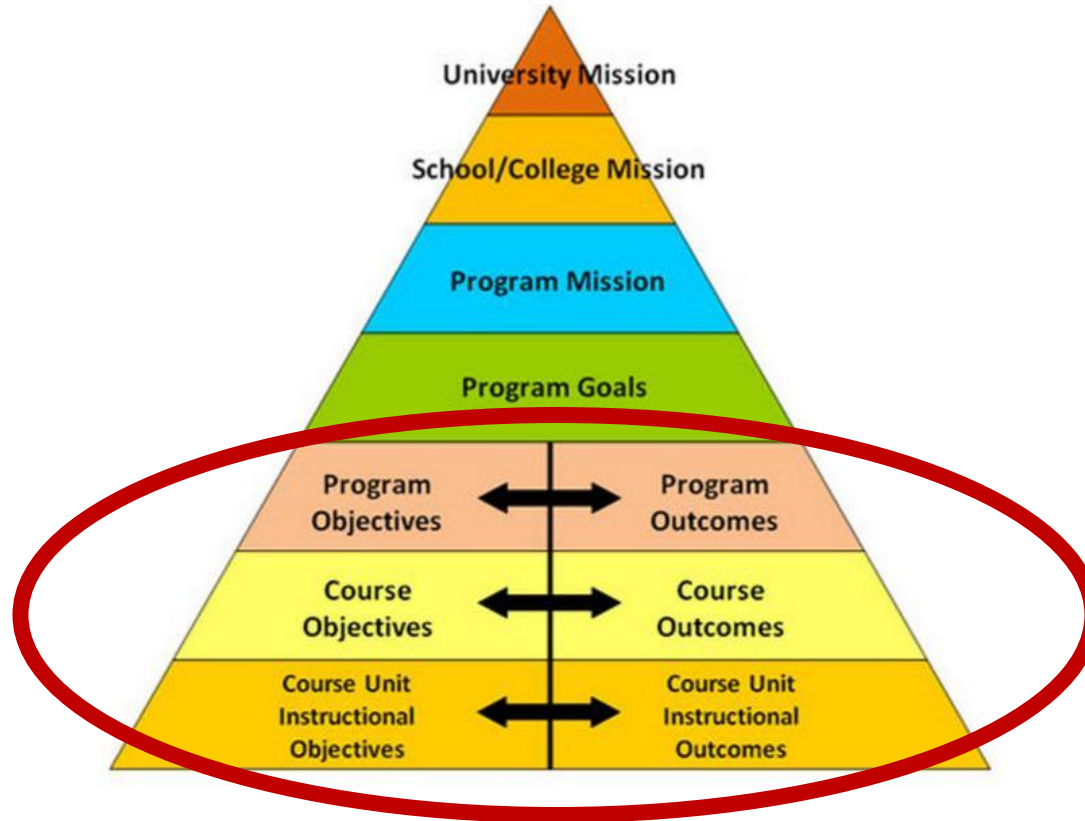 University Mission
School/College Mission
Program Mission
Program Goals
Program
Objectives
Program
Outcomes
Course
Objectives
Course
Outcomes
Course Unit
Instructional
Objectives
Course Unit
Instructional
Outcomes